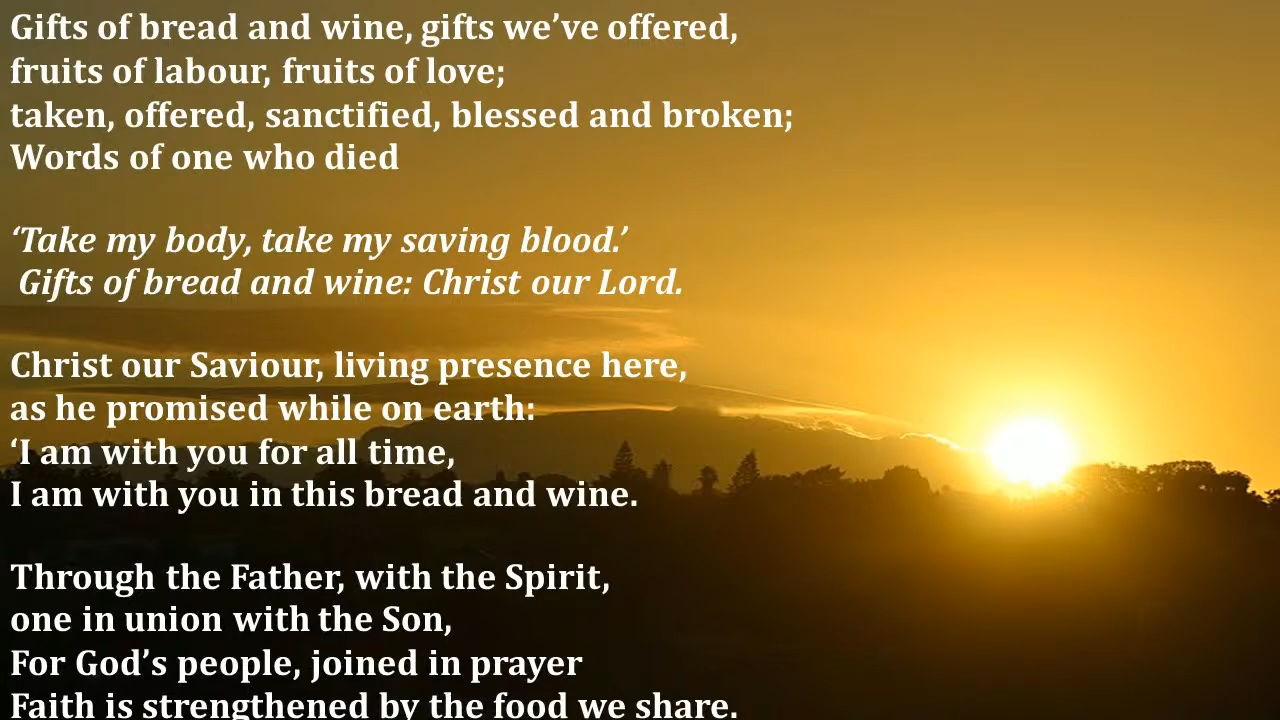 Gifts of bread and wine, gifts we’ve offered,
fruits of labour, fruits of love;
taken, offered, sanctified, blessed and broken;
Words of one who died
‘Take my body, take my saving blood.’
Gifts of bread and wine: Christ our Lord.
Christ our Saviour, living presence here,
as he promised while on earth:
‘I am with you for all time,
I am with you in this bread and wine.
Through the Father, with the Spirit,
one in union with the Son,
For God’s people, joined in prayer
Faith is strengthened by the food we share.